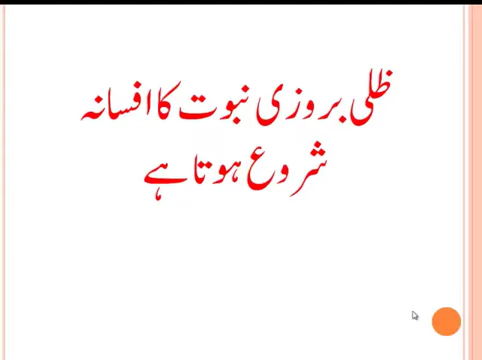 ظلی بروزی نبوت کا افسانہ
شروع ہوتا ہے